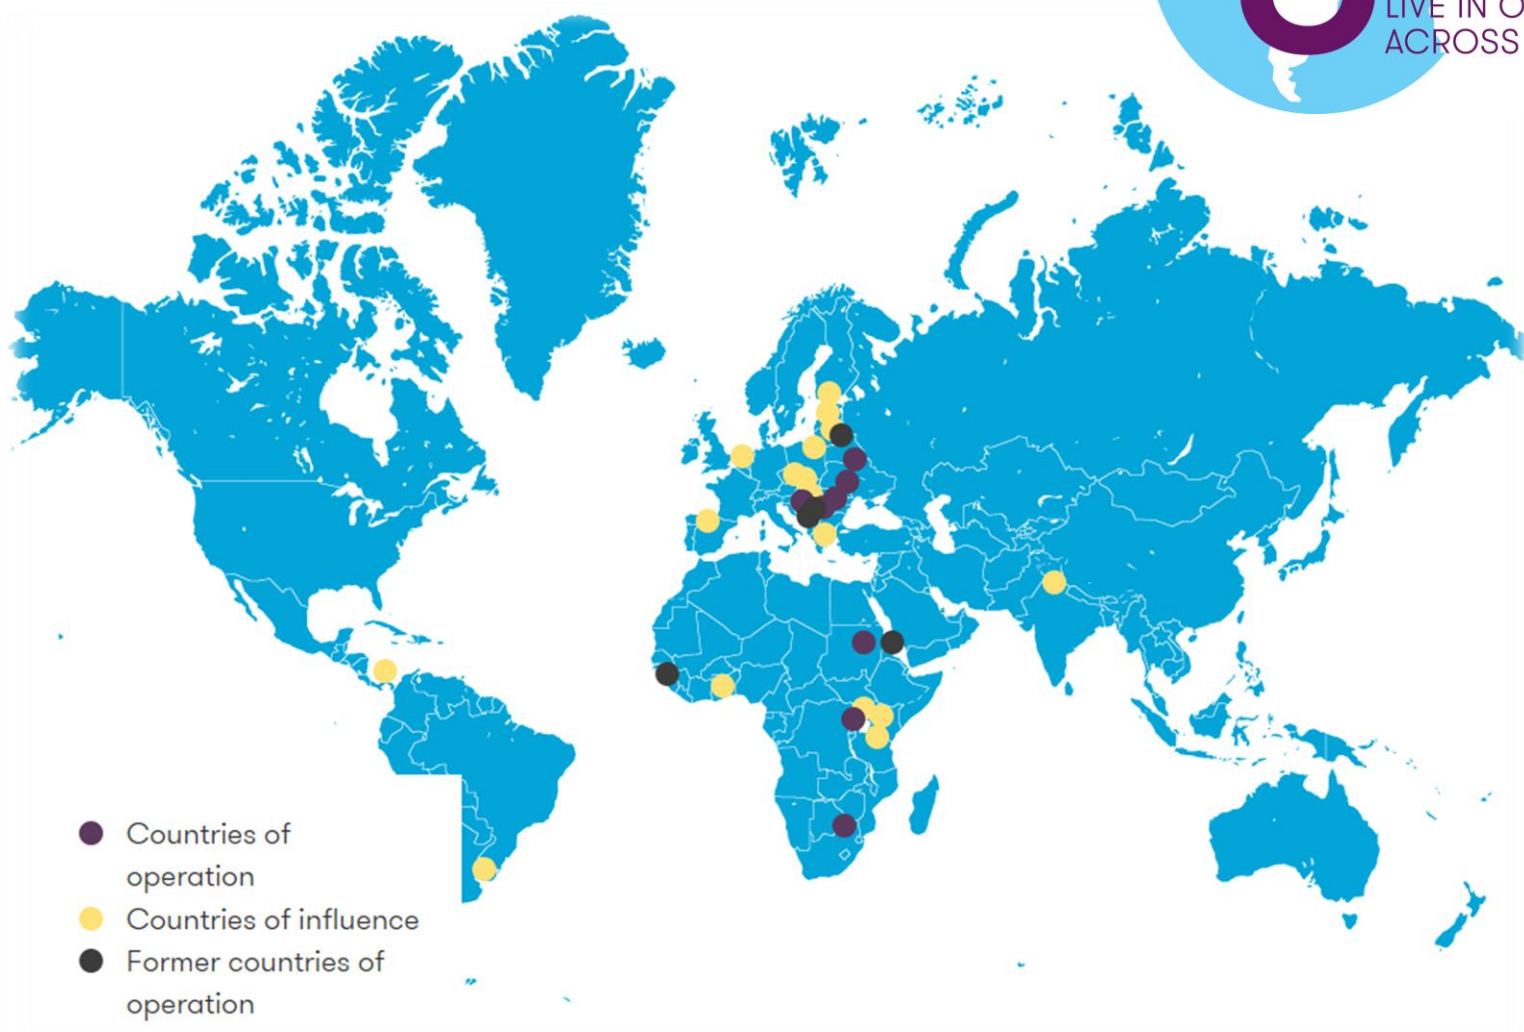 LIVE IN O
ACROSS
Countries of
operation
Countries of influence
Former countries of
operation